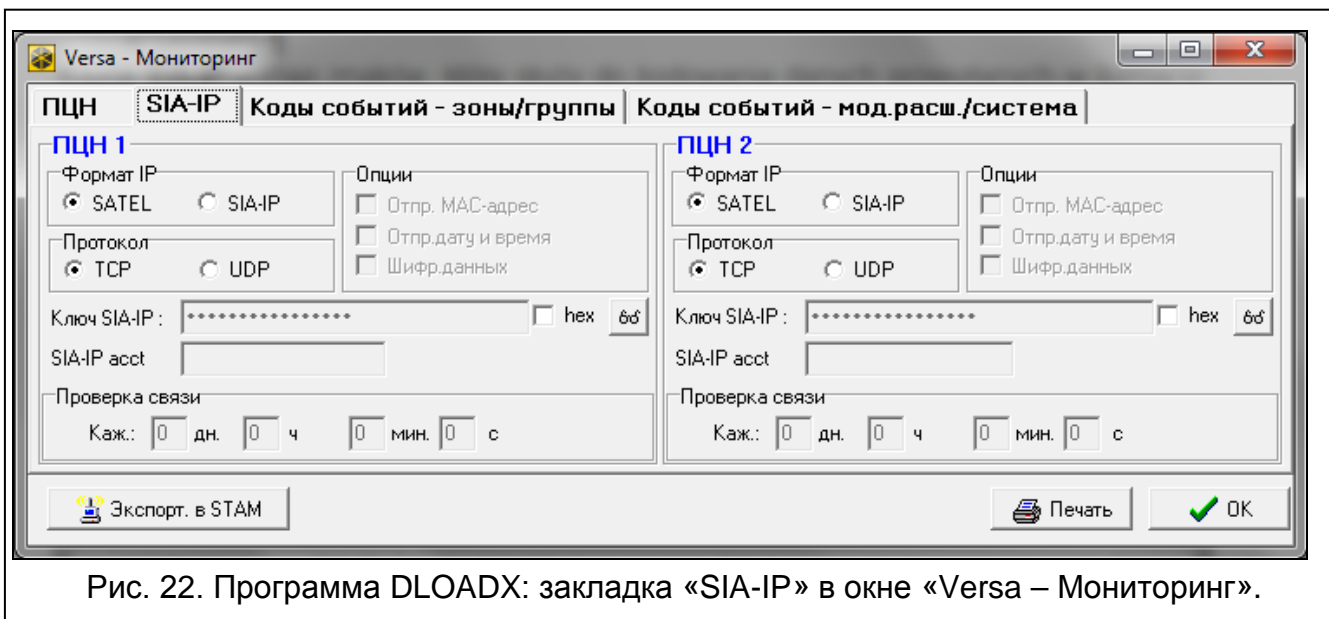 Versa - Мониторинг
ПЦН SIA-IP Коды событий - зоны/группы Коды событий - мод.расш./система
ПЦН 1
Формат IP
SATEL SIA-IP
Опции
Отпр. MAC-адрес
Отпр.дату и время
Шифр.данных
Протокол
TCP UDP
Ключ SIA-IP : **************** hex
SIA-IP acct
Проверка связи
Каж.: 0 дн. 0 ч 0 мин. 0 с
ПЦН 2
Формат IP
SATEL SIA-IP
Опции
Отпр. MAC-адрес
Отпр.дату и время
Шифр.данных
Протокол
TCP UDP
Ключ SIA-IP : **************** hex
SIA-IP acct
Проверка связи
Каж.: 0 дн. 0 ч 0 мин. 0 с
Экспорт. в STAM Печать OK
Рис. 22. Программа DLOADX: закладка «SIA-IP» в окне «Versa – Мониторинг».